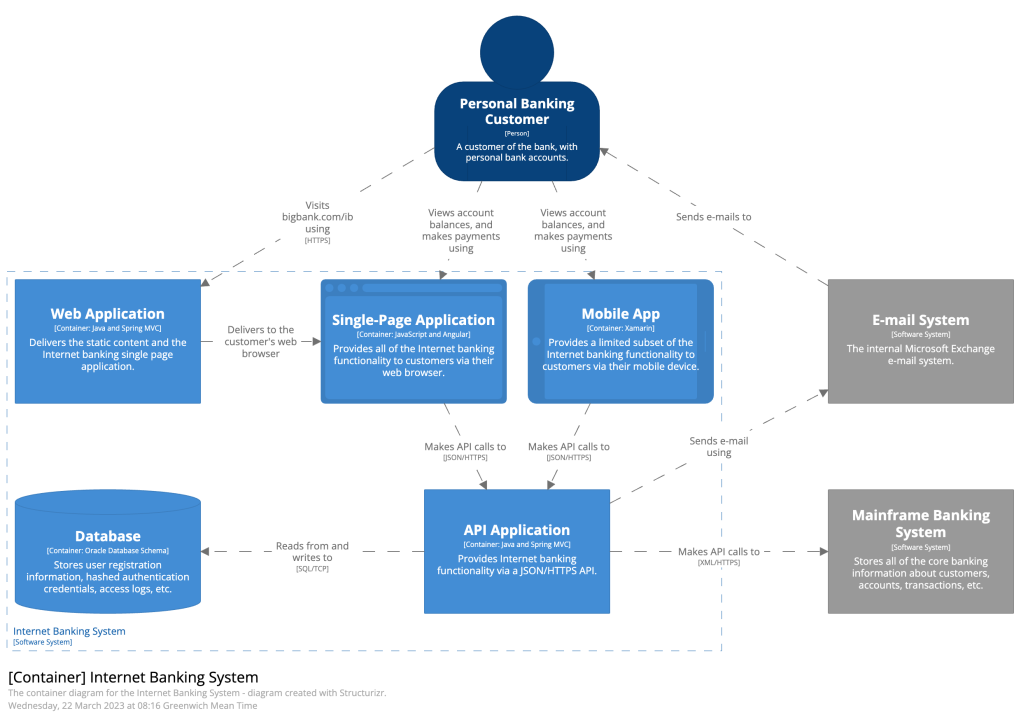 Personal Banking
Customer
[Person]
A customer of the bank, with
personal bank accounts.
Visits
bigbank.com/ib
using
[HTTPS]
Views account
balances, and
makes payments
using
Views account
balances, and
makes payments
using
Sends e-mails to
Web Application
[Container: Java and Spring MVC]
Delivers the static content and the
Internet banking single page
application.
Delivers to the
customer's web
browser
Single-Page Application
[Container: JavaScript and Angular]
Provides all of the Internet banking
functionality to customers via their
web browser.
Mobile App
[Container: Xamarin]
Provides a limited subset of the
Internet banking functionality to
customers via their mobile device.
E-mail System
[Software System]
The internal Microsoft Exchange
e-mail system.
Makes API calls to
[JSON/HTTPS]
Makes API calls to
[JSON/HTTPS]
Sends e-mail
using
Database
[Container: Oracle Database Schema]
Stores user registration
information, hashed authentication
credentials, access logs, etc.
Reads from and
writes to
[SQL/TCP]
API Application
[Container: Java and Spring MVC]
Provides Internet banking
functionality via a JSON/HTTPS API.
Makes API calls to
[XML/HTTPS]
Mainframe Banking
System
[Software System]
Stores all of the core banking
information about customers,
accounts, transactions, etc.
Internet Banking System
[Software System]
[Container] Internet Banking System
The container diagram for the Internet Banking System - diagram created with Structurizr.
Wednesday, 22 March 2023 at 08:16 Greenwich Mean Time